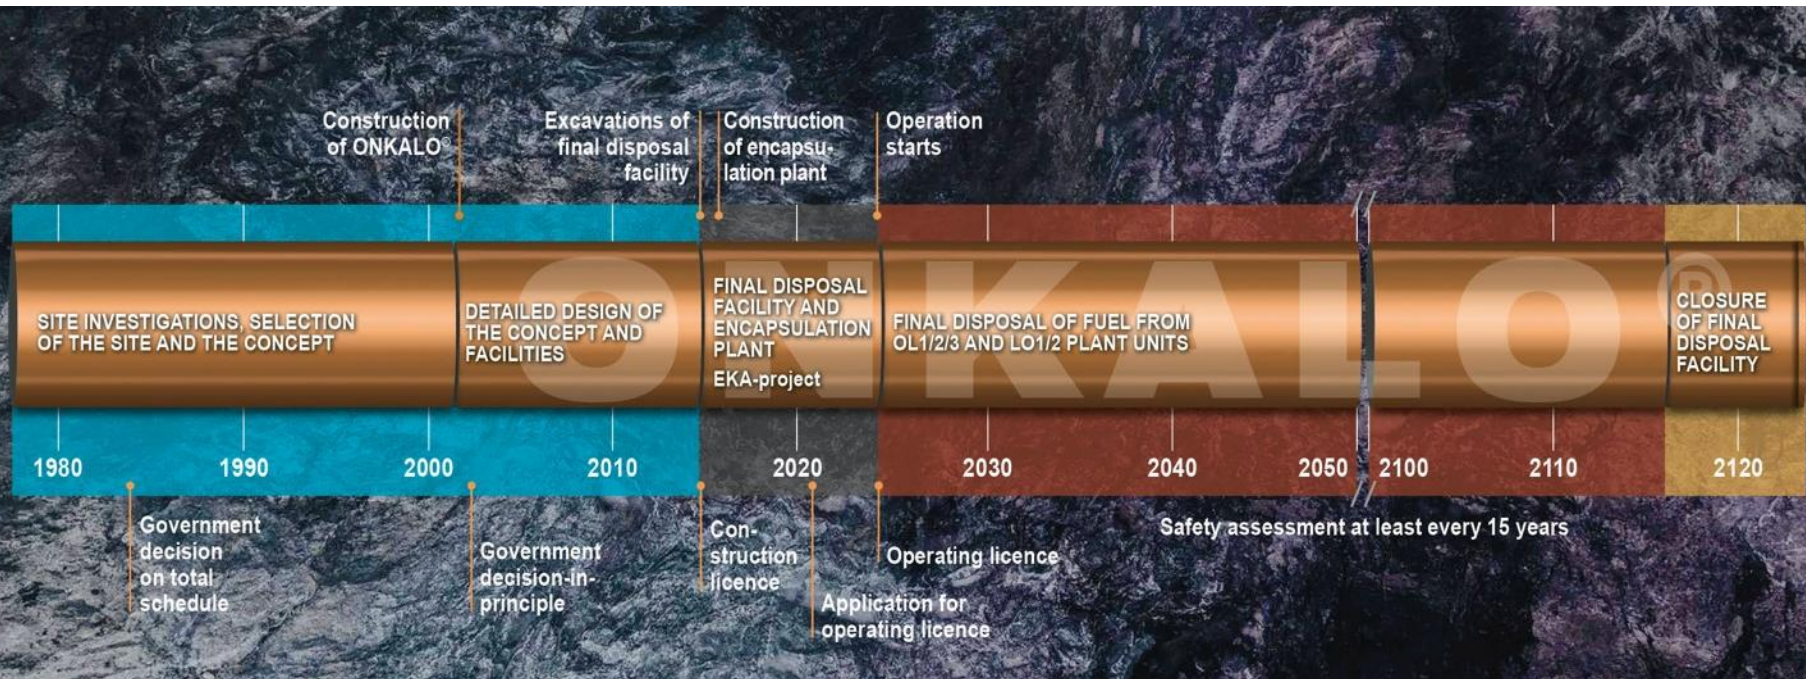 Construction
of ONKALO®
Excavations of
final disposal
facility
Construction
of encapsu-
lation plant
Operation
starts
ONKALO®
SITE INVESTIGATIONS, SELECTION
OF THE SITE AND THE CONCEPT
DETAILED DESIGN OF
THE CONCEPT AND
FACILITIES
FINAL DISPOSAL
FACILITY AND
ENCAPSULATION
PLANT
EKA-project
FINAL DISPOSAL OF FUEL FROM
OL1/2/3 AND LO1/2 PLANT UNITS
CLOSURE
OF FINAL
DISPOSAL
FACILITY
1980 1990 2000 2010 2020 2030 2040 2050 2100 2110 2120
Government
decision
on total
schedule
Government
decision-in-
principle
Con-
struction
licence
Application for
operating licence
Operating licence
Safety assessment at least every 15 years